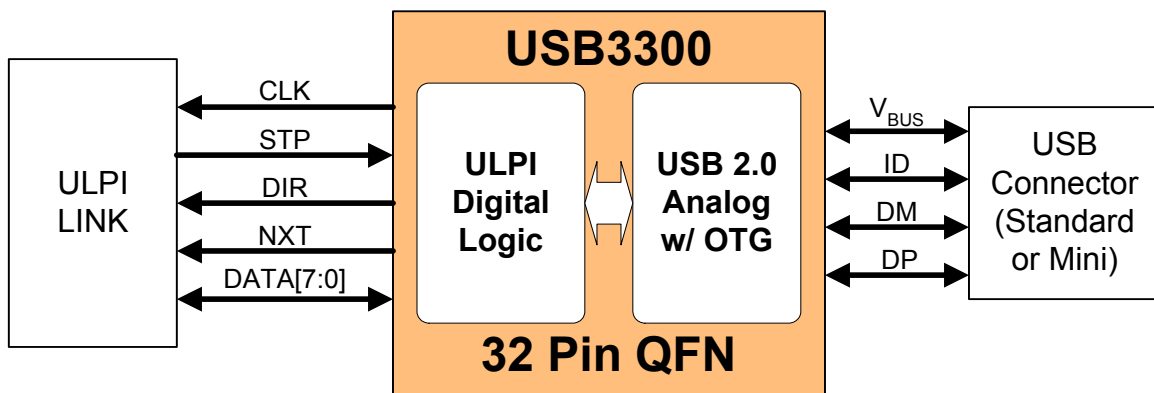 USB3300
ULPI
LINK
CLK
STP
DIR
NXT
DATA[7:0]
ULPI
Digital
Logic
USB 2.0
Analog
w/ OTG
VBUS
ID
DM
DP
USB
Connector
(Standard
or Mini)
32 Pin QFN